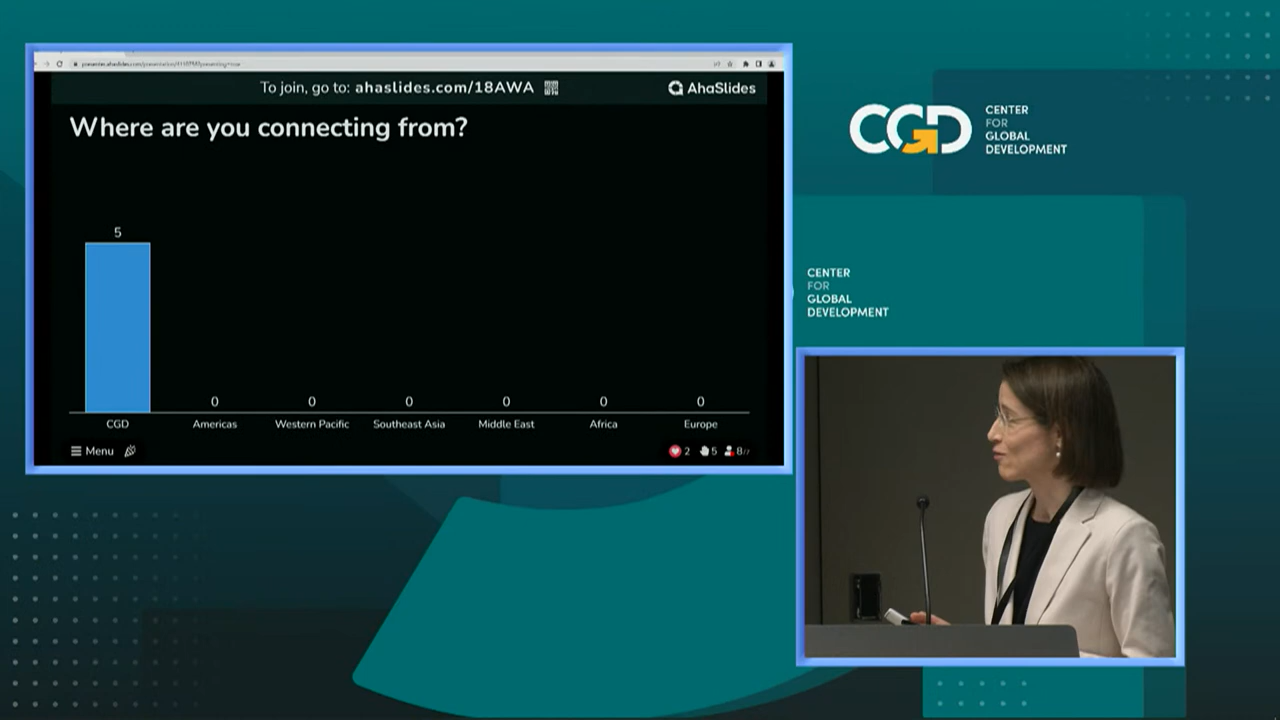 To join, go to: ahaslides.com/18AWA
AhaSlides
Where are you connecting from?
5
0
0
0
0
0
0
CGD
Americas
Western Pacific
Southeast Asia
Middle East
Africa
Europe
Menu
2
5
8/7
CGD
CENTER
FOR
GLOBAL
DEVELOPMENT
CENTER
FOR
GLOBAL
DEVELOPMENT